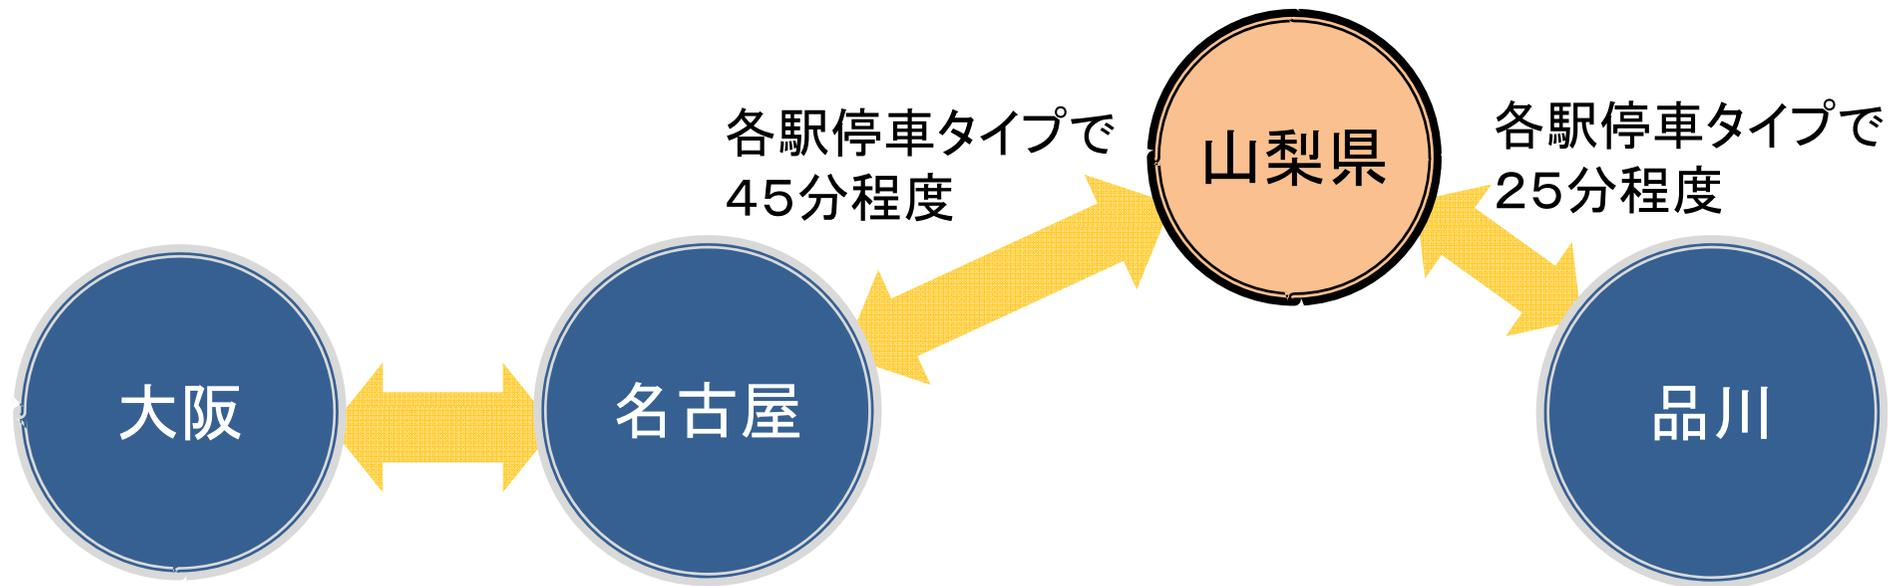 各駅停車タイプで
45分程度
山梨県
各駅停車タイプで
25分程度
大阪
名古屋
品川